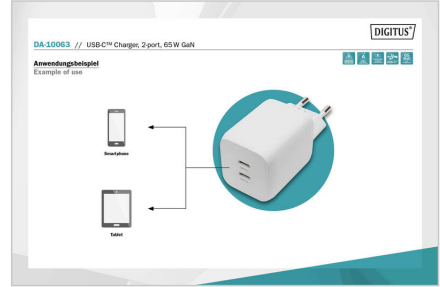 DIGITUS®
DA-10063 // USB-C™ Charger, 2-port, 65 W GaN
Anwendungsbeispiel
Example of use
Smartphone
Tablet